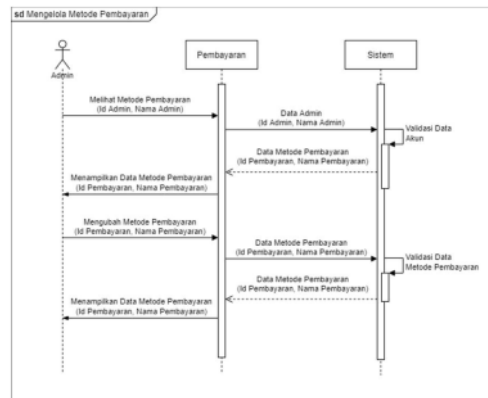 sd Mengelola Metode Pembayaran
Pembayaran
Sistem
Admin
Melihat Metode Pembayaran
(Id Admin, Nama Admin)
Data Admin
(Id Admin, Nama Admin)
Validasi Data
Akun
Data Metode Pembayaran
(Id Pembayaran, Nama Pembayaran)
Menampilkan Data Metode Pembayaran
(Id Pembayaran, Nama Pembayaran)
Mengubah Metode Pembayaran
(Id Pembayaran, Nama Pembayaran)
Data Metode Pembayaran
(Id Pembayaran, Nama Pembayaran)
Validasi Data
Metode Pembayaran
Data Metode Pembayaran
(Id Pembayaran, Nama Pembayaran)
Menampilkan Data Metode Pembayaran
(Id Pembayaran, Nama Pembayaran)